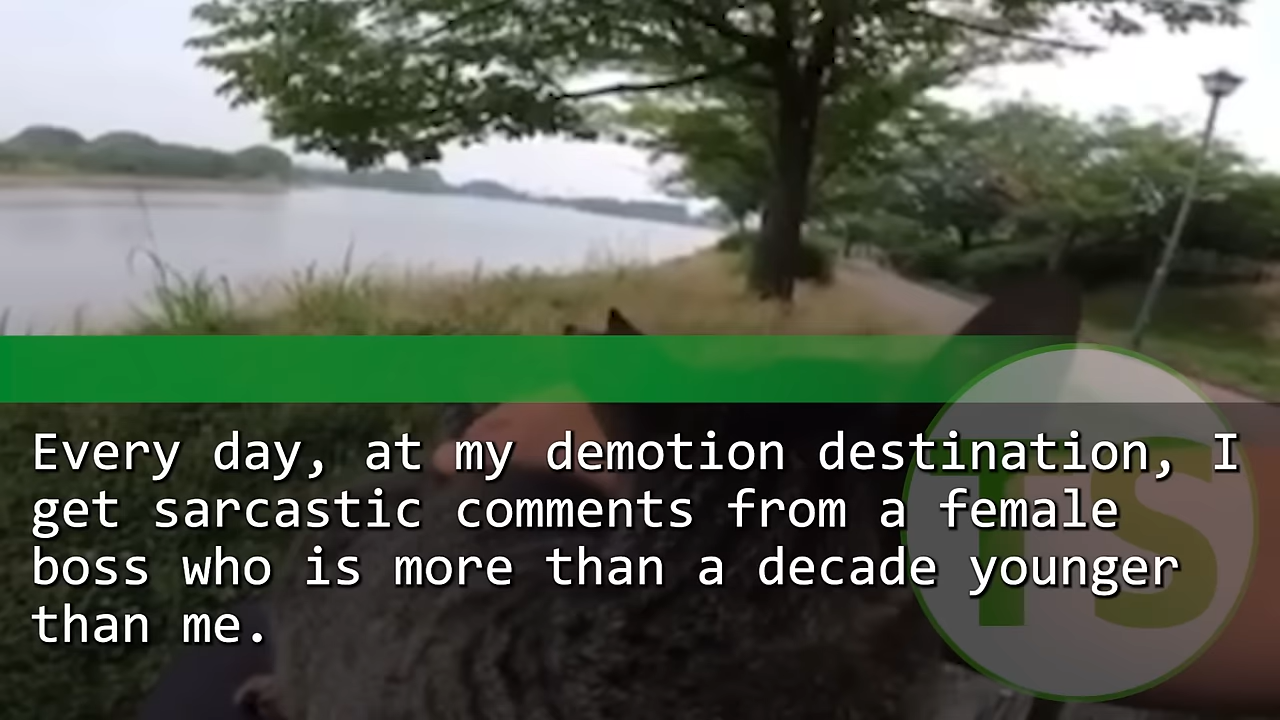 Every day, at my demotion destination, I
get sarcastic comments from a female
boss who is more than a decade younger
than me.
TS